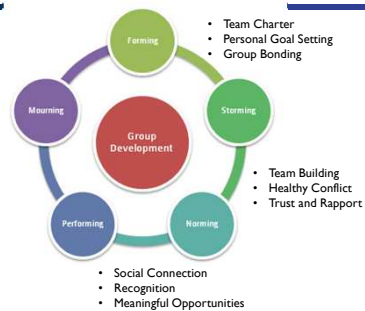 Forming
• Team Charter
• Personal Goal Setting
• Group Bonding
Storming
• Team Building
• Healthy Conflict
• Trust and Rapport
Norming
Performing
• Social Connection
• Recognition
• Meaningful Opportunities
Mourning
Group
Development